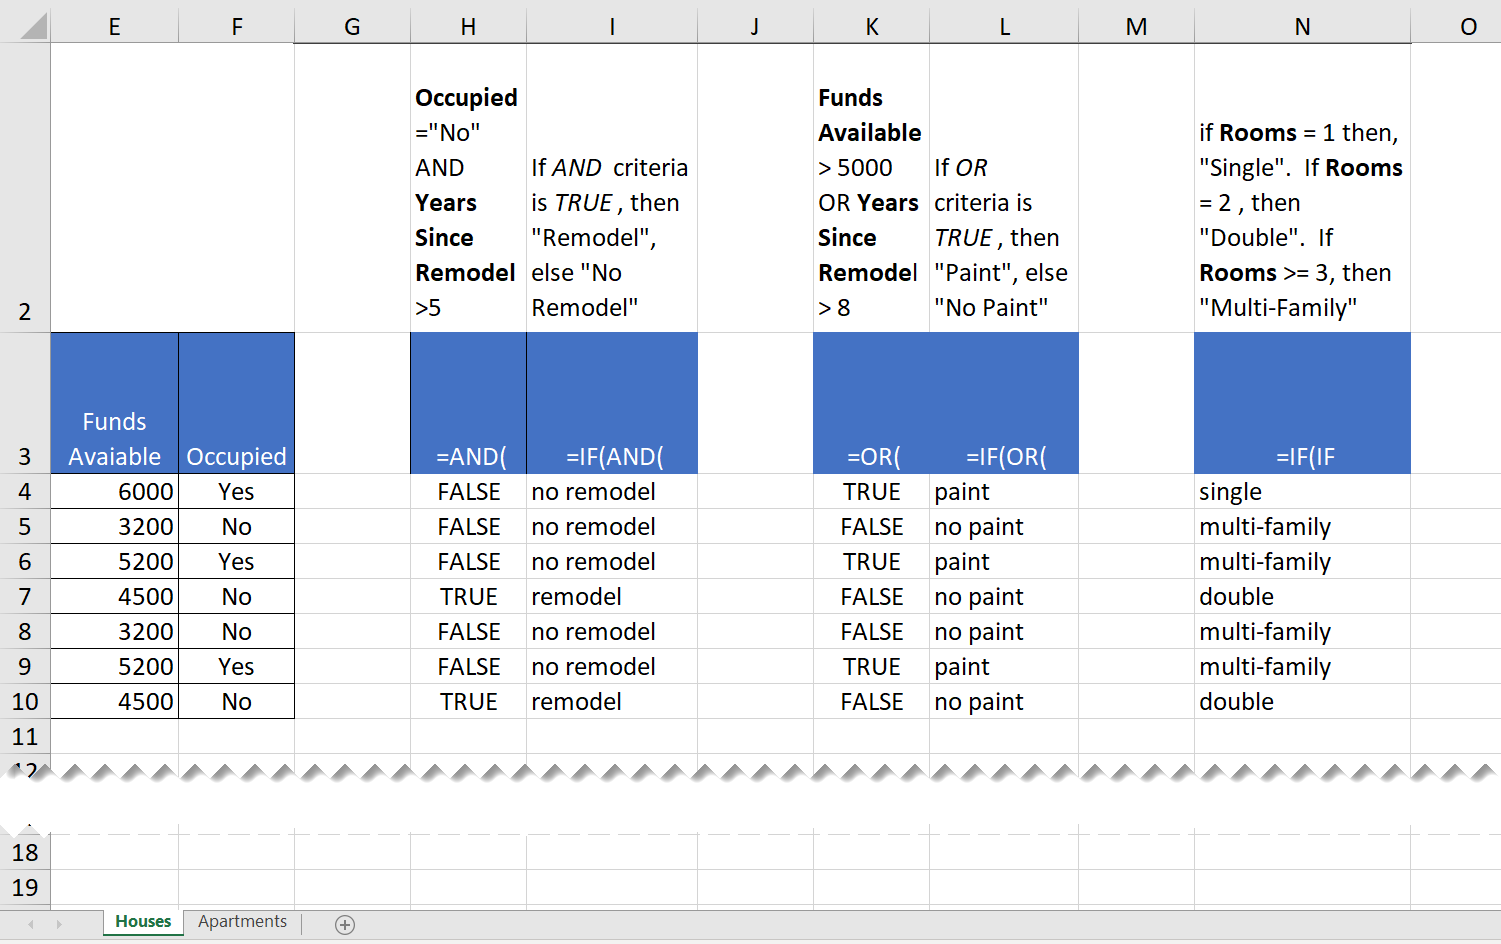 E F G H I J K L M N O
2
Occupied
="No"
AND
Years
Since
Remodel
>5
If AND criteria
is TRUE , then
"Remodel",
else "No
Remodel"
Funds
Available
> 5000
OR Years
Since
Remodel
> 8
If OR
criteria is
TRUE , then
"Paint", else
"No Paint"
if Rooms = 1 then,
"Single". If Rooms
= 2 , then
"Double". If
Rooms >= 3, then
"Multi-Family"
3
Funds
Avaiable
Occupied
=AND(
=IF(AND(
=OR(
=IF(OR(
=IF(IF
4 6000 Yes FALSE no remodel TRUE paint single
5 3200 No FALSE no remodel FALSE no paint multi-family
6 5200 Yes FALSE no remodel TRUE paint multi-family
7 4500 No TRUE remodel FALSE no paint double
8 3200 No FALSE no remodel FALSE no paint multi-family
9 5200 Yes FALSE no remodel TRUE paint multi-family
10 4500 No TRUE remodel FALSE no paint double
11
12
18
19
Houses Apartments